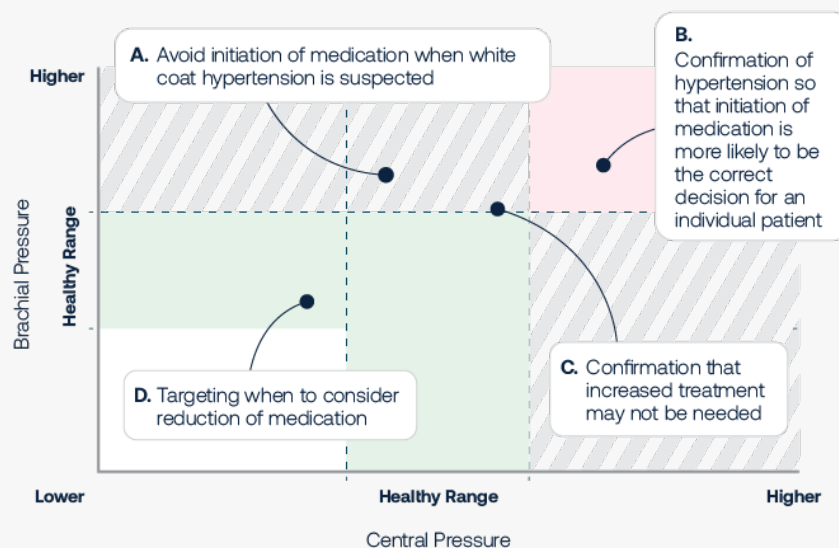 A. Avoid initiation of medication when white
coat hypertension is suspected
B.
Confirmation of
hypertension so
that initiation of
medication is
more likely to be
the correct
decision for an
individual patient
Higher
Brachial Pressure
Healthy Range
C. Confirmation that
increased treatment
may not be needed
D. Targeting when to consider
reduction of medication
Lower
Healthy Range
Higher
Central Pressure